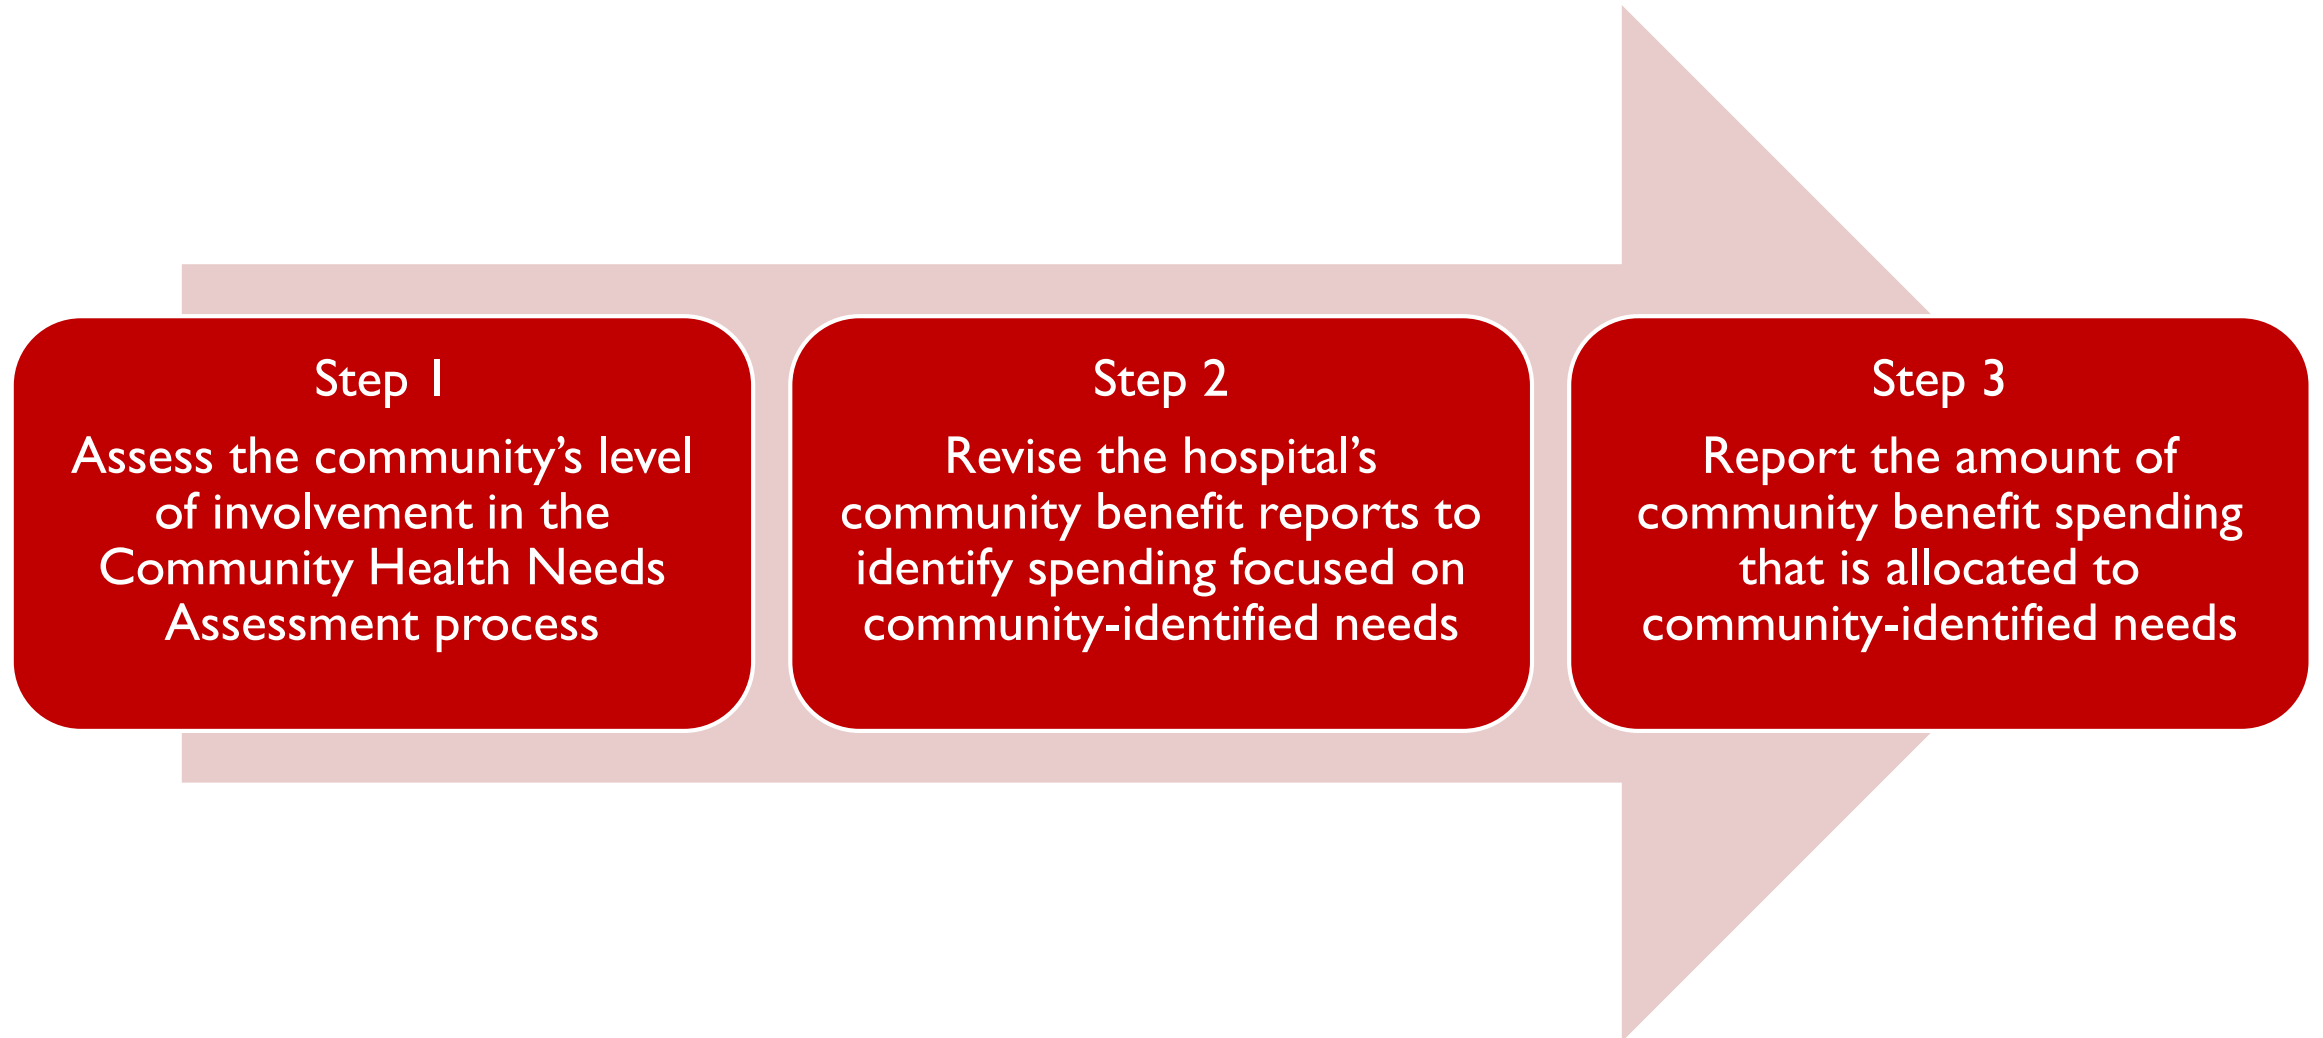 Step 1
Assess the community’s level
of involvement in the
Community Health Needs
Assessment process
Step 2
Revise the hospital’s
community benefit reports to
identify spending focused on
community-identified needs
Step 3
Report the amount of
community benefit spending
that is allocated to
community-identified needs